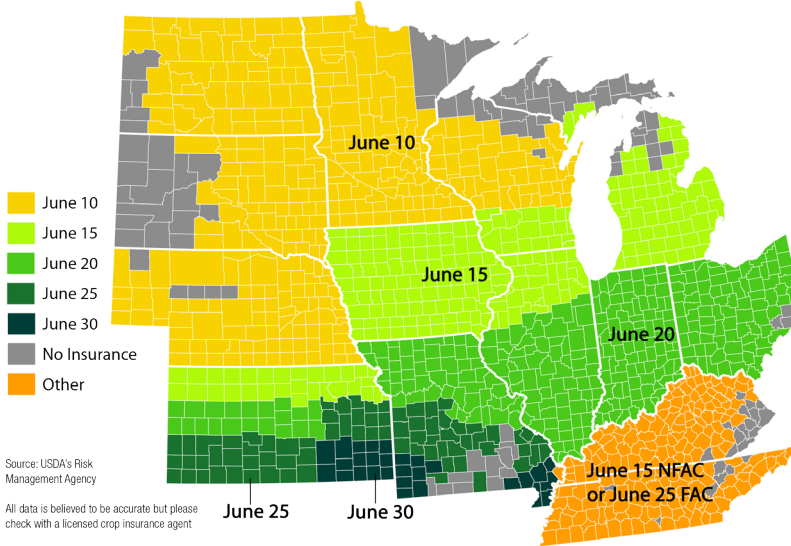 June 10
June 15
June 20
June 15 NFAC
or June 25 FAC
June 10
June 15
June 20
June 25
June 30
No Insurance
Other
Source: USDA's Risk
Management Agency
All data is believed to be accurate but please
check with a licensed crop insurance agent
June 25
June 30